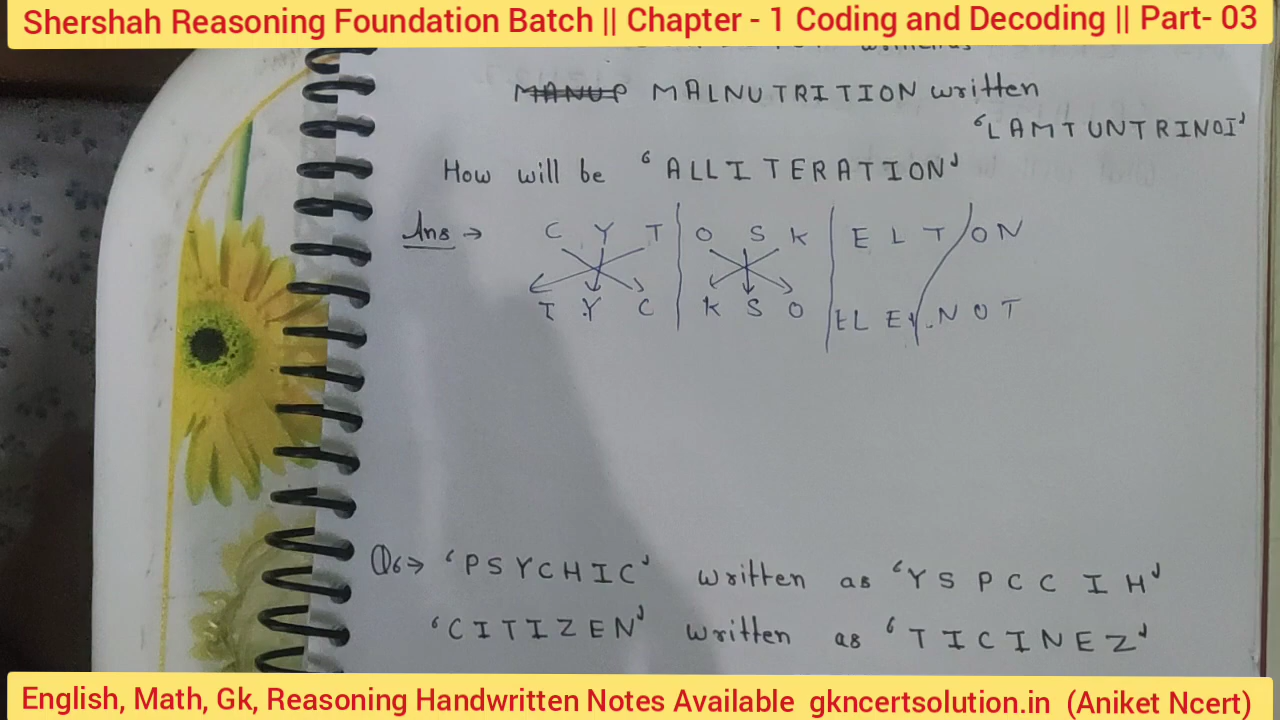 Shershah Reasoning Foundation Batch || Chapter - 1 Coding and Decoding || Part- 03
MALNUTRITION written
'LAMTUNTRINOI'
How will be 'ALLITERATION'
Ans → C Y T O S K E L T O N
T Y C K S O L E N O T
Q6→ 'PSYCHIC' written as 'YSPCCIH'
'CITIZEN' written as 'TICINEZ'
English, Math, Gk, Reasoning Handwritten Notes Available gkncertsolution.in (Aniket Ncert)